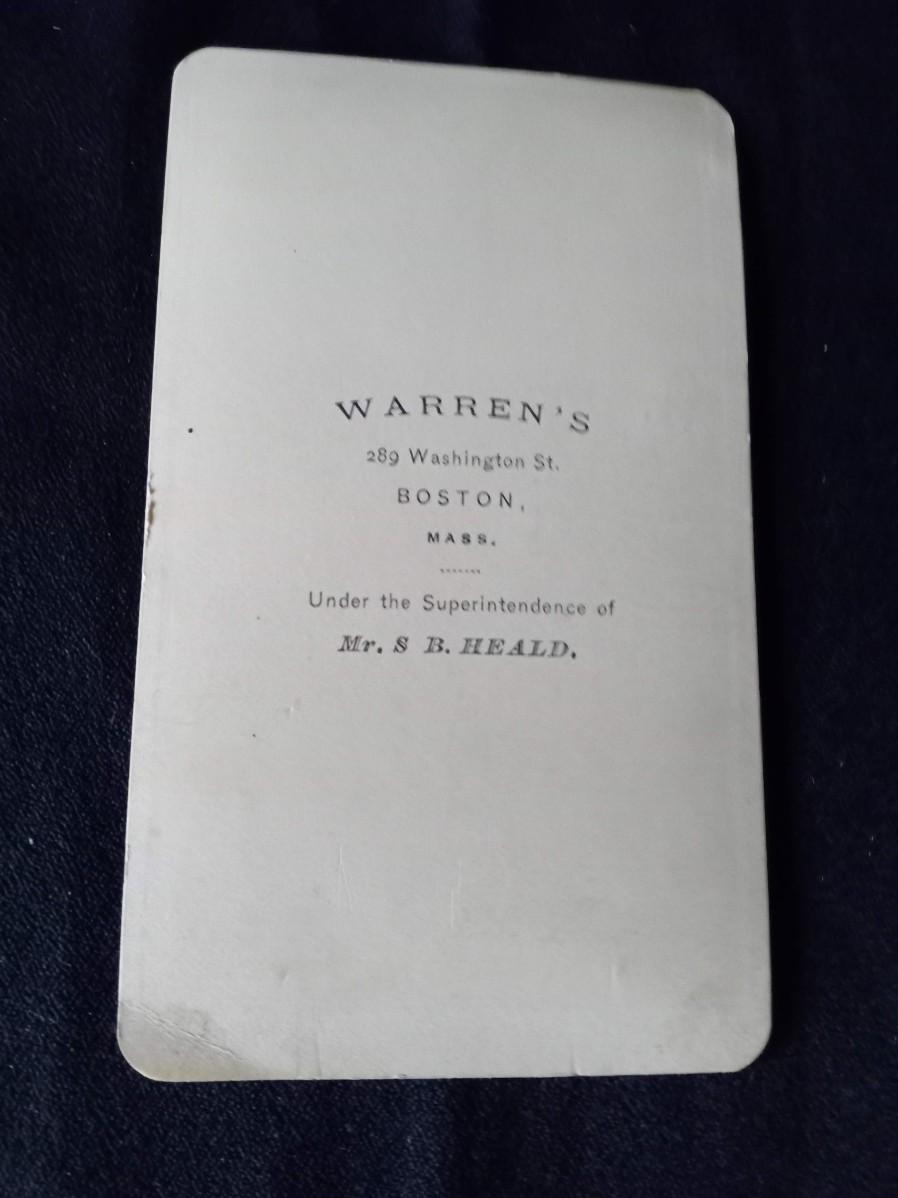 WARREN'S
289 Washington St.
BOSTON,
MASS.
Under the Superintendence of
Mr. S B. HEALD.